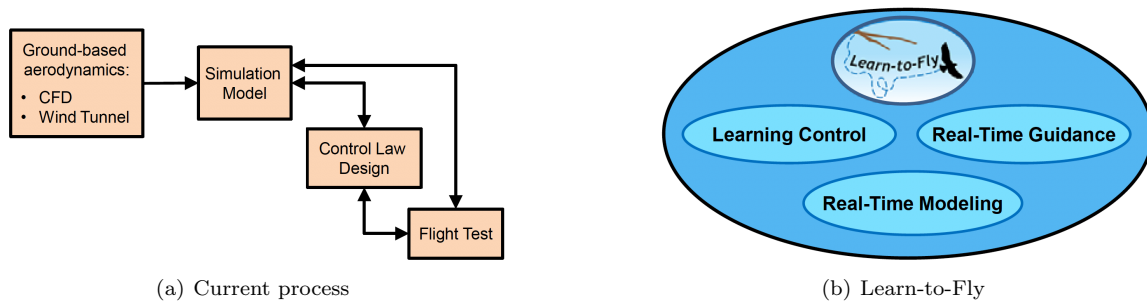 Ground-based
aerodynamics:
• CFD
• Wind Tunnel
Simulation
Model
Control Law
Design
Flight Test
(a) Current process
Learn-to-Fly
Learning Control
Real-Time Guidance
Real-Time Modeling
(b) Learn-to-Fly